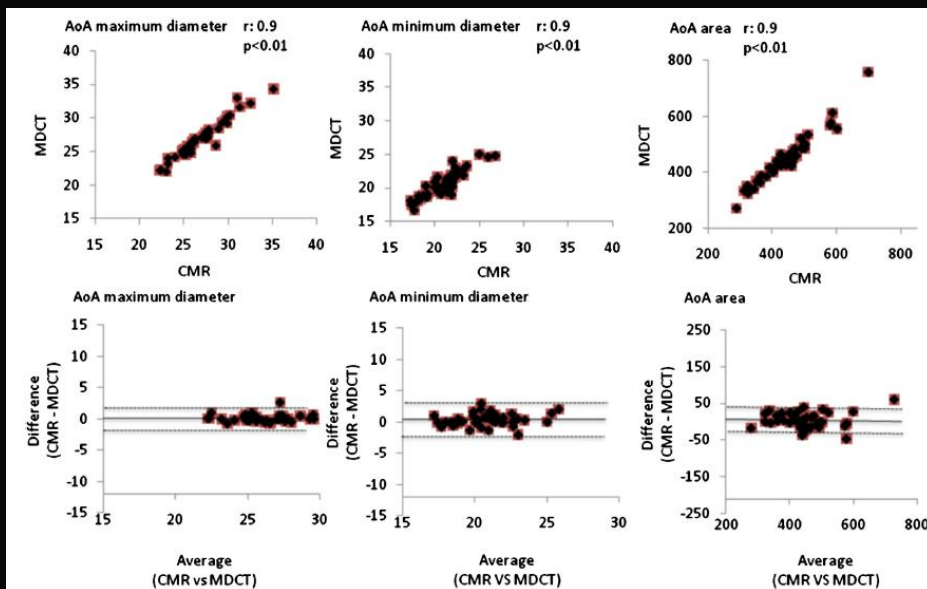 AoA maximum diameter r: 0.9
p<0.01
40
35
30
25
20
15
MDCT
15 20 25 30 35 40
CMR
AoA minimum diameter r: 0.9
p<0.01
40
35
30
25
20
15
MDCT
15 20 25 30 35 40
CMR
AoA area r: 0.9
p<0.01
800
600
400
200
MDCT
200 400 600 800
CMR
AoA maximum diameter
15
10
5
0
-5
-10
-15
Difference
(CMR - MDCT)
15 20 25 30
Average
(CMR vs MDCT)
AoA minimum diameter
15
10
5
0
-5
-10
-15
Difference
(CMR - MDCT)
15 20 25 30
Average
(CMR VS MDCT)
AoA area
250
150
50
-50
-150
-250
Difference
(CMR - MDCT)
200 400 600 800
Average
(CMR VS MDCT)